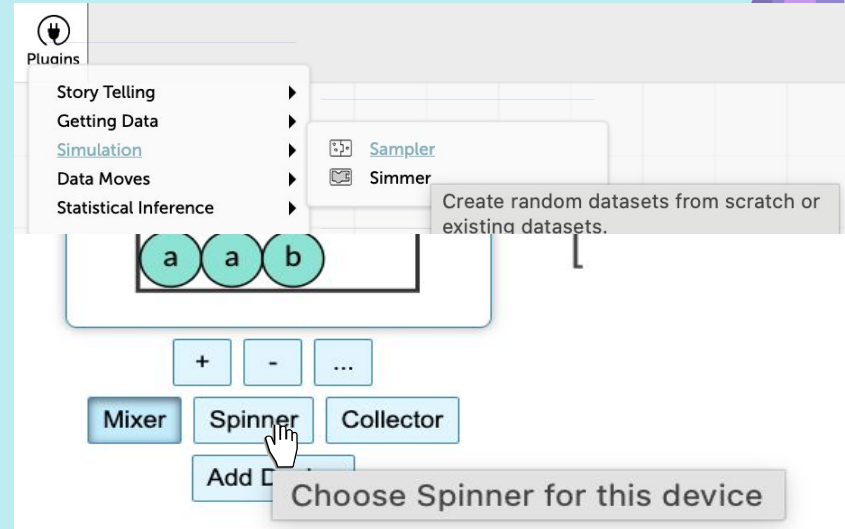 Plugins
Story Telling
Getting Data
Simulation
Data Moves
Statistical Inference
Sampler
Simmer
Create random datasets from scratch or
existing datasets.
a a b
+ - ...
Mixer Spinner Collector
Add
Choose Spinner for this device